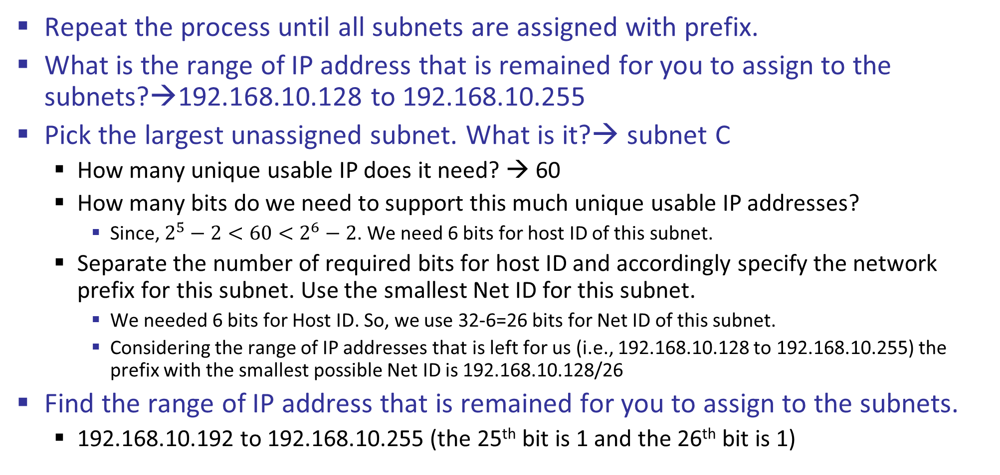 ▪ Repeat the process until all subnets are assigned with prefix.
▪ What is the range of IP address that is remained for you to assign to the
subnets?→192.168.10.128 to 192.168.10.255
▪ Pick the largest unassigned subnet. What is it?→ subnet C
▪ How many unique usable IP does it need? → 60
▪ How many bits do we need to support this much unique usable IP addresses?
▪ Since, 2⁵ − 2 < 60 < 2⁶ − 2. We need 6 bits for host ID of this subnet.
▪ Separate the number of required bits for host ID and accordingly specify the network
prefix for this subnet. Use the smallest Net ID for this subnet.
▪ We needed 6 bits for Host ID. So, we use 32-6=26 bits for Net ID of this subnet.
▪ Considering the range of IP addresses that is left for us (i.e., 192.168.10.128 to 192.168.10.255) the
prefix with the smallest possible Net ID is 192.168.10.128/26
▪ Find the range of IP address that is remained for you to assign to the subnets.
▪ 192.168.10.192 to 192.168.10.255 (the 25ᵗʰ bit is 1 and the 26ᵗʰ bit is 1)